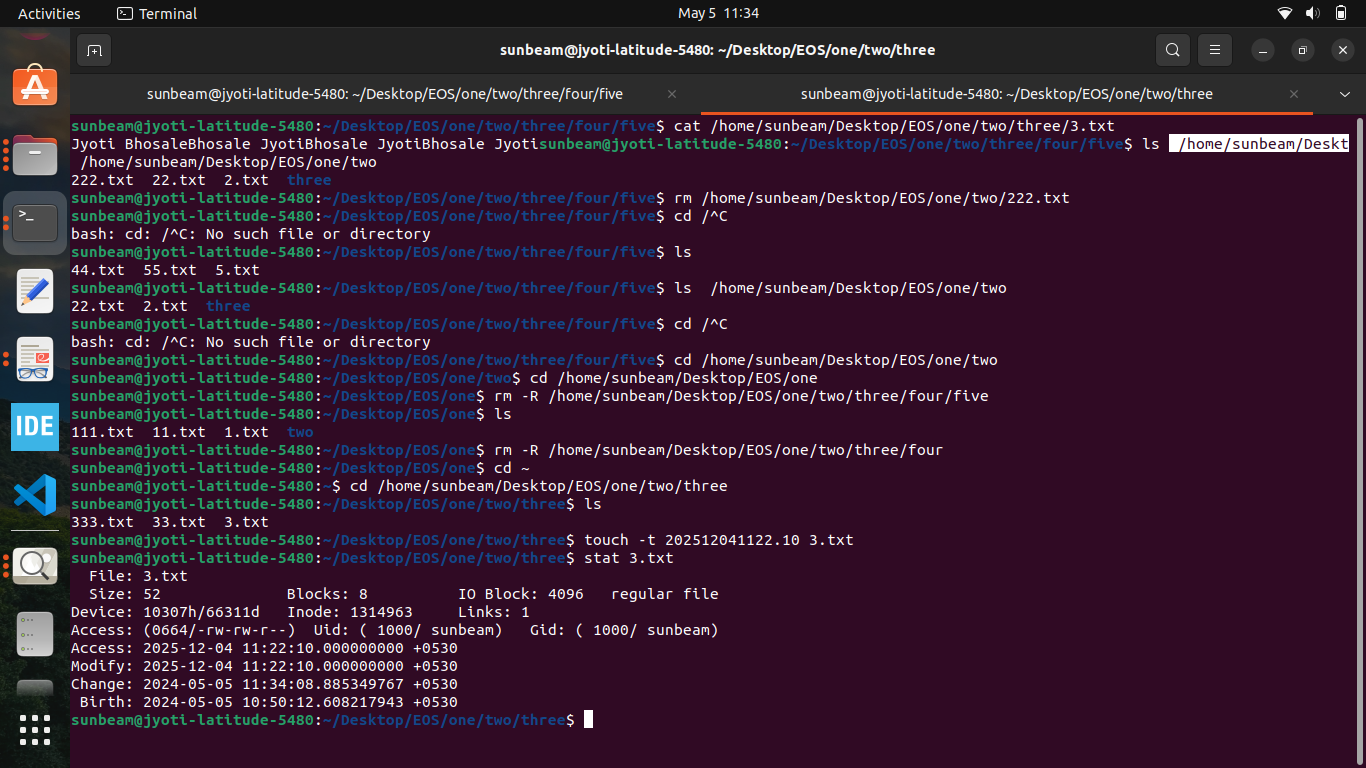 Activities Terminal May 5 11:34
sunbeam@jyoti-latitude-5480: ~/Desktop/EOS/one/two/three
sunbeam@jyoti-latitude-5480: ~/Desktop/EOS/one/two/three/four/five sunbeam@jyoti-latitude-5480: ~/Desktop/EOS/one/two/three
sunbeam@jyoti-latitude-5480:~/Desktop/EOS/one/two/three/four/five$ cat /home/sunbeam/Desktop/EOS/one/two/three/3.txt
Jyoti BhosaleBhosale JyotiBhosale JyotiBhosale Jyotisunbeam@jyoti-latitude-5480:~/Desktop/EOS/one/two/three/four/five$ ls  /home/sunbeam/Deskt
 /home/sunbeam/Desktop/EOS/one/two
222.txt  22.txt  2.txt  three
sunbeam@jyoti-latitude-5480:~/Desktop/EOS/one/two/three/four/five$ rm /home/sunbeam/Desktop/EOS/one/two/222.txt
sunbeam@jyoti-latitude-5480:~/Desktop/EOS/one/two/three/four/five$ cd /^C
bash: cd: /^C: No such file or directory
sunbeam@jyoti-latitude-5480:~/Desktop/EOS/one/two/three/four/five$ ls
44.txt  55.txt  5.txt
sunbeam@jyoti-latitude-5480:~/Desktop/EOS/one/two/three/four/five$ ls  /home/sunbeam/Desktop/EOS/one/two
22.txt  2.txt  three
sunbeam@jyoti-latitude-5480:~/Desktop/EOS/one/two/three/four/five$ cd /^C
bash: cd: /^C: No such file or directory
sunbeam@jyoti-latitude-5480:~/Desktop/EOS/one/two/three/four/five$ cd /home/sunbeam/Desktop/EOS/one/two
sunbeam@jyoti-latitude-5480:~/Desktop/EOS/one/two$ cd /home/sunbeam/Desktop/EOS/one
sunbeam@jyoti-latitude-5480:~/Desktop/EOS/one$ rm -R /home/sunbeam/Desktop/EOS/one/two/three/four/five
sunbeam@jyoti-latitude-5480:~/Desktop/EOS/one$ ls
111.txt  11.txt  1.txt  two
sunbeam@jyoti-latitude-5480:~/Desktop/EOS/one$ rm -R /home/sunbeam/Desktop/EOS/one/two/three/four
sunbeam@jyoti-latitude-5480:~/Desktop/EOS/one$ cd ~
sunbeam@jyoti-latitude-5480:~$ cd /home/sunbeam/Desktop/EOS/one/two/three
sunbeam@jyoti-latitude-5480:~/Desktop/EOS/one/two/three$ ls
333.txt  33.txt  3.txt
sunbeam@jyoti-latitude-5480:~/Desktop/EOS/one/two/three$ touch -t 202512041122.10 3.txt
sunbeam@jyoti-latitude-5480:~/Desktop/EOS/one/two/three$ stat 3.txt
  File: 3.txt
  Size: 52              Blocks: 8          IO Block: 4096   regular file
Device: 10307h/66311d   Inode: 1314963     Links: 1
Access: (0664/-rw-rw-r--)  Uid: ( 1000/ sunbeam)   Gid: ( 1000/ sunbeam)
Access: 2025-12-04 11:22:10.000000000 +0530
Modify: 2025-12-04 11:22:10.000000000 +0530
Change: 2024-05-05 11:34:08.885349767 +0530
 Birth: 2024-05-05 10:50:12.608217943 +0530
sunbeam@jyoti-latitude-5480:~/Desktop/EOS/one/two/three$
IDE